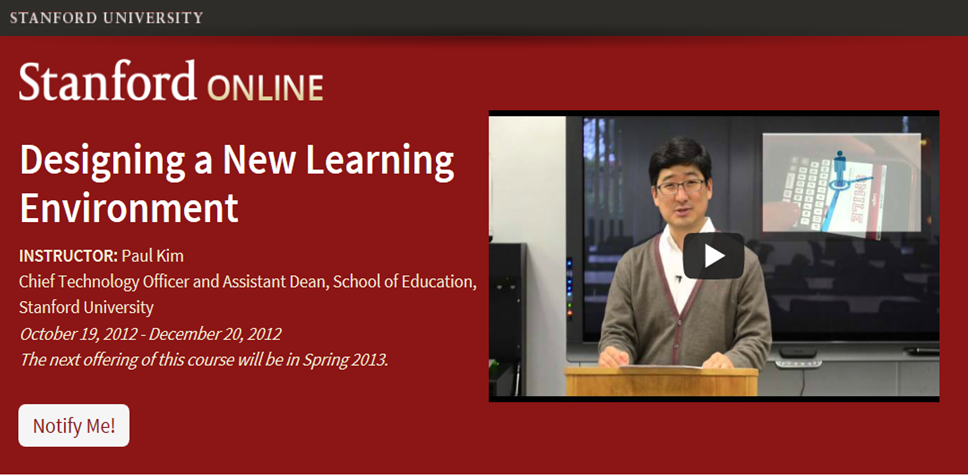 STANFORD UNIVERSITY
Stanford ONLINE
Designing a New Learning
Environment
INSTRUCTOR: Paul Kim
Chief Technology Officer and Assistant Dean, School of Education,
Stanford University
October 19, 2012 - December 20, 2012
The next offering of this course will be in Spring 2013.
Notify Me!
SMILE